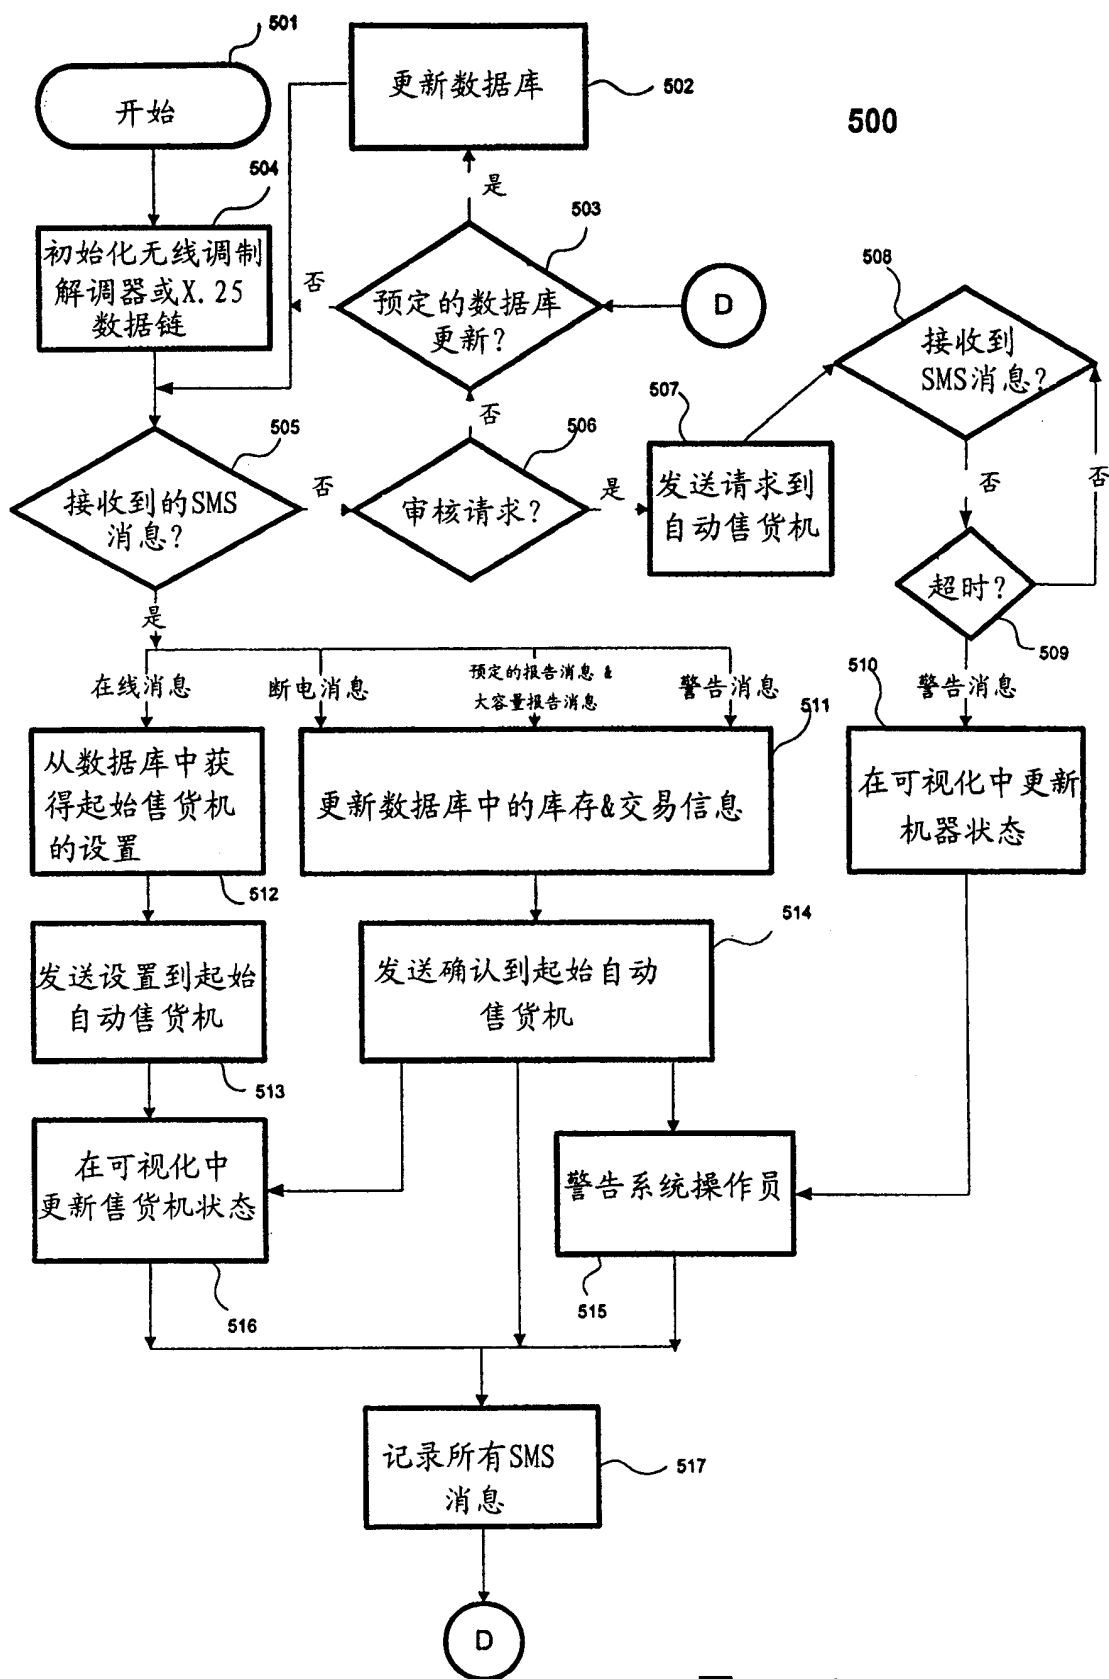 501
更新数据库
502
500
开始
504
是
503
508
初始化无线调制
解调器或X.25
数据链
否
预定的数据库
更新?
D
接收到
SMS消息?
507
505
否
506
接收到的SMS
消息?
否
审核请求?
是
发送请求到
自动售货机
否
否
超时?
509
是
在线消息
断电消息
预定的报告消息&
大容量报告消息
警告消息
510
警告消息
511
从数据库中获
得起始售货机
的设置
更新数据库中的库存&交易信息
在可视化中更新
机器状态
512
514
发送设置到起始
自动售货机
发送确认到起始自动
售货机
513
在可视化中
更新售货机状态
警告系统操作员
516
515
记录所有SMS
消息
517
D